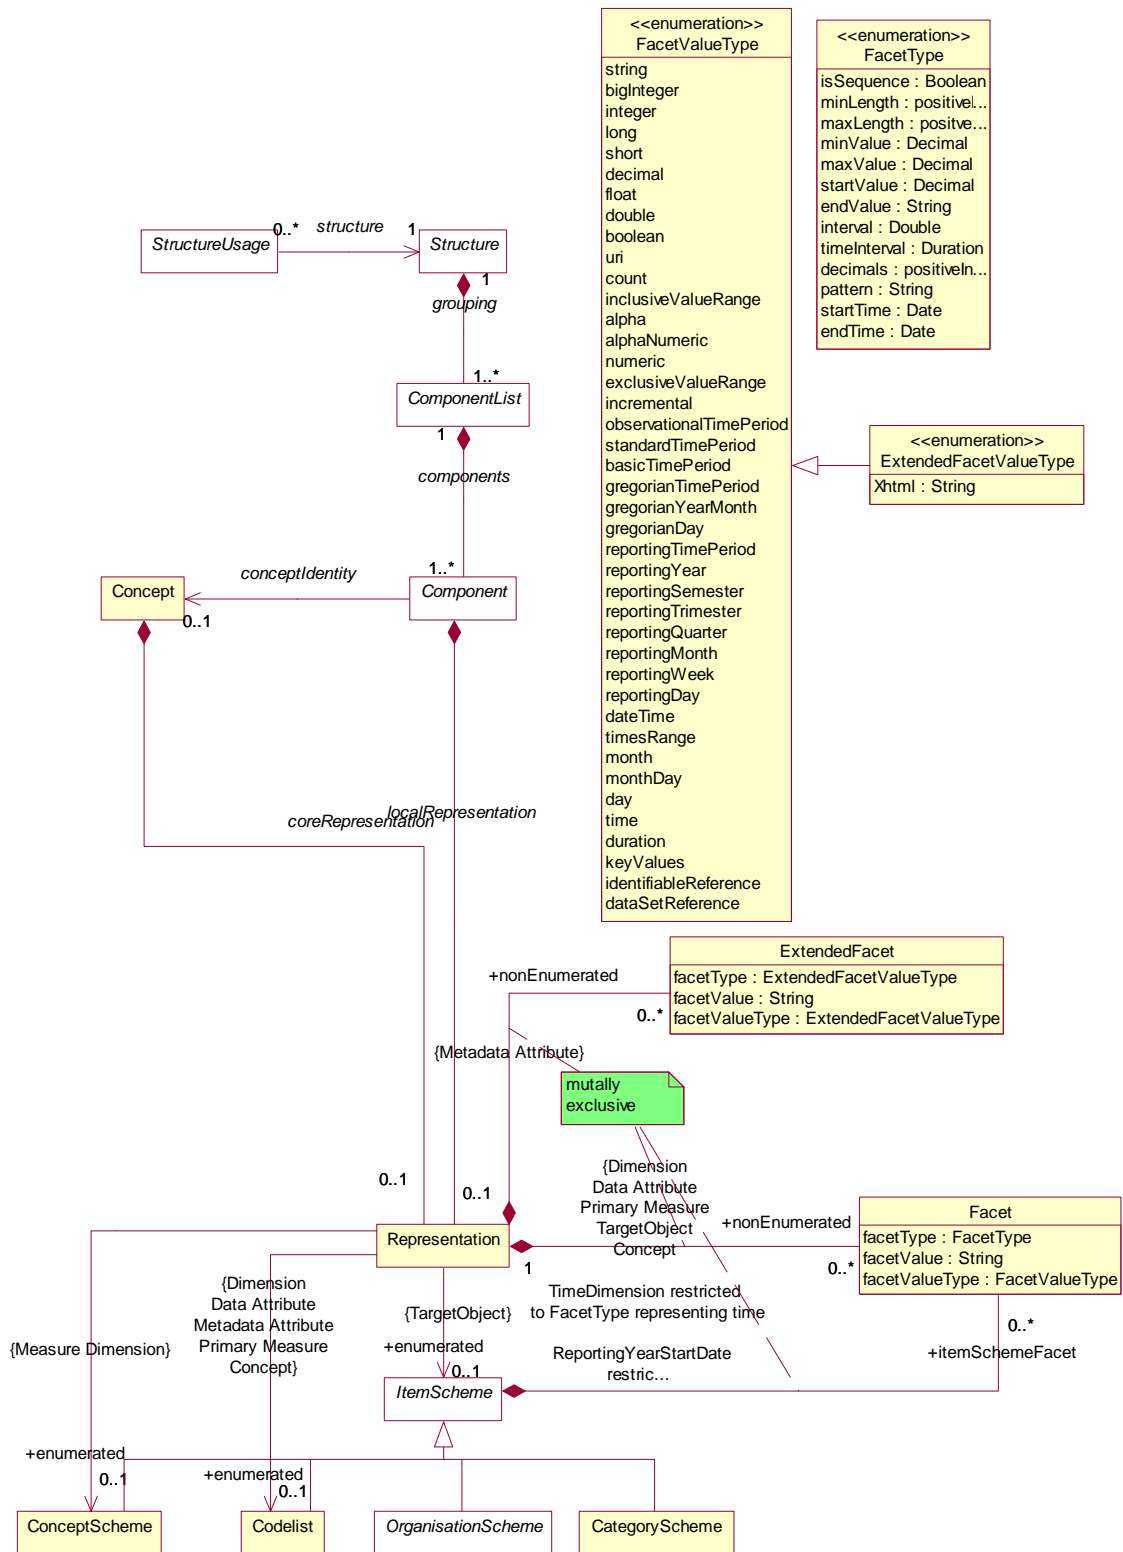 <<enumeration>>
FacetValueType
string
bigInteger
integer
long
short
decimal
float
double
boolean
uri
count
inclusiveValueRange
alpha
alphaNumeric
numeric
exclusiveValueRange
incremental
observationalTimePeriod
standardTimePeriod
basicTimePeriod
gregorianTimePeriod
gregorianYearMonth
gregorianDay
reportingTimePeriod
reportingYear
reportingSemester
reportingTrimester
reportingQuarter
reportingMonth
reportingWeek
reportingDay
dateTime
timesRange
month
monthDay
day
time
duration
keyValues
identifiableReference
dataSetReference
<<enumeration>>
FacetType
isSequence : Boolean
minLength : positiveI...
maxLength : positve...
minValue : Decimal
maxValue : Decimal
startValue : Decimal
endValue : String
interval : Double
timeInterval : Duration
decimals : positiveIn...
pattern : String
startTime : Date
endTime : Date
<<enumeration>>
ExtendedFacetValueType
Xhtml : String
StructureUsage
0..*
structure
1
Structure
1
grouping
1..*
ComponentList
1
components
1..*
Component
conceptIdentity
0..1
Concept
coreRepresentation
localRepresentation
0..1
0..1
ExtendedFacet
facetType : ExtendedFacetValueType
facetValue : String
facetValueType : ExtendedFacetValueType
+nonEnumerated
0..*
{Metadata Attribute}
mutally
exclusive
{Dimension
Data Attribute
Primary Measure
TargetObject
Concept
+nonEnumerated
0..*
1
Facet
facetType : FacetType
facetValue : String
facetValueType : FacetValueType
Representation
TimeDimension restricted
to FacetType representing time
ReportingYearStartDate
restric...
0..*
+itemSchemeFacet
{Measure Dimension}
{Dimension
Data Attribute
Metadata Attribute
Primary Measure
Concept}
{TargetObject}
+enumerated
0..1
ItemScheme
+enumerated
0..1
+enumerated
0..1
ConceptScheme
Codelist
OrganisationScheme
CategoryScheme